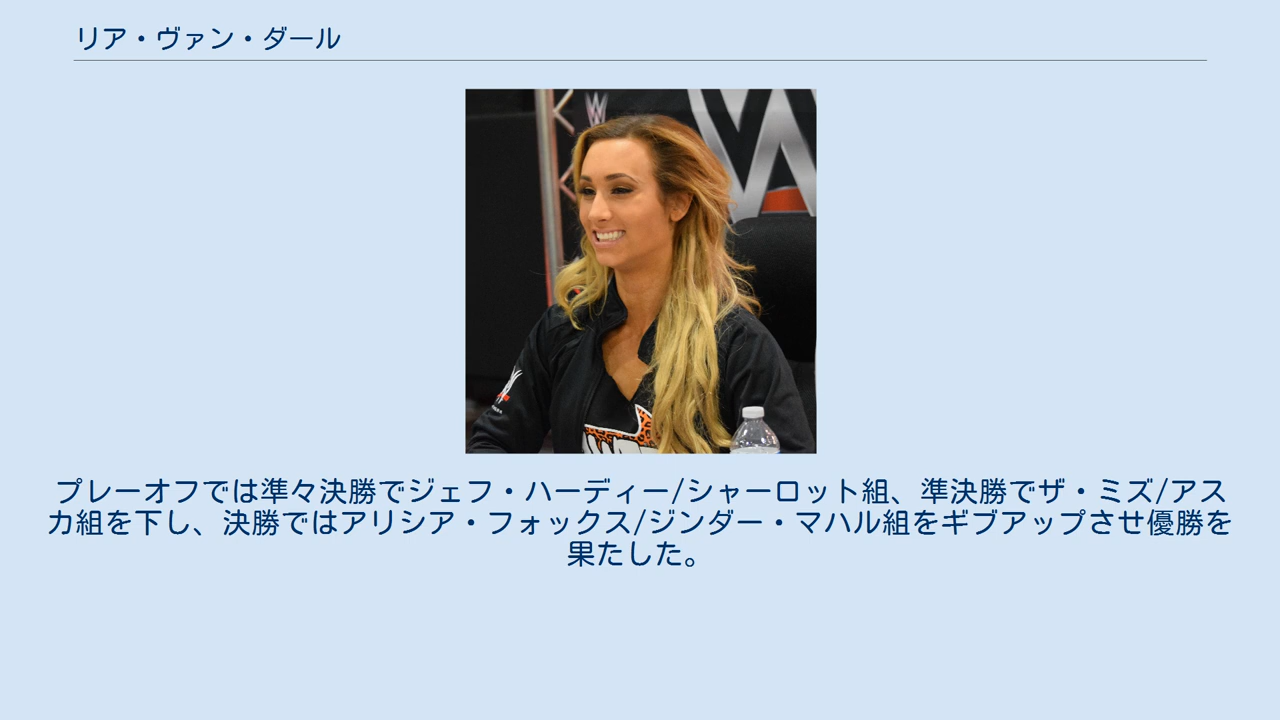 リア・ヴァン・ダール
プレーオフでは準々決勝でジェフ・ハーディー/シャーロット組、準決勝でザ・ミズ/アス
カ組を下し、決勝ではアリシア・フォックス/ジンダー・マハル組をギブアップさせ優勝を
果たした。